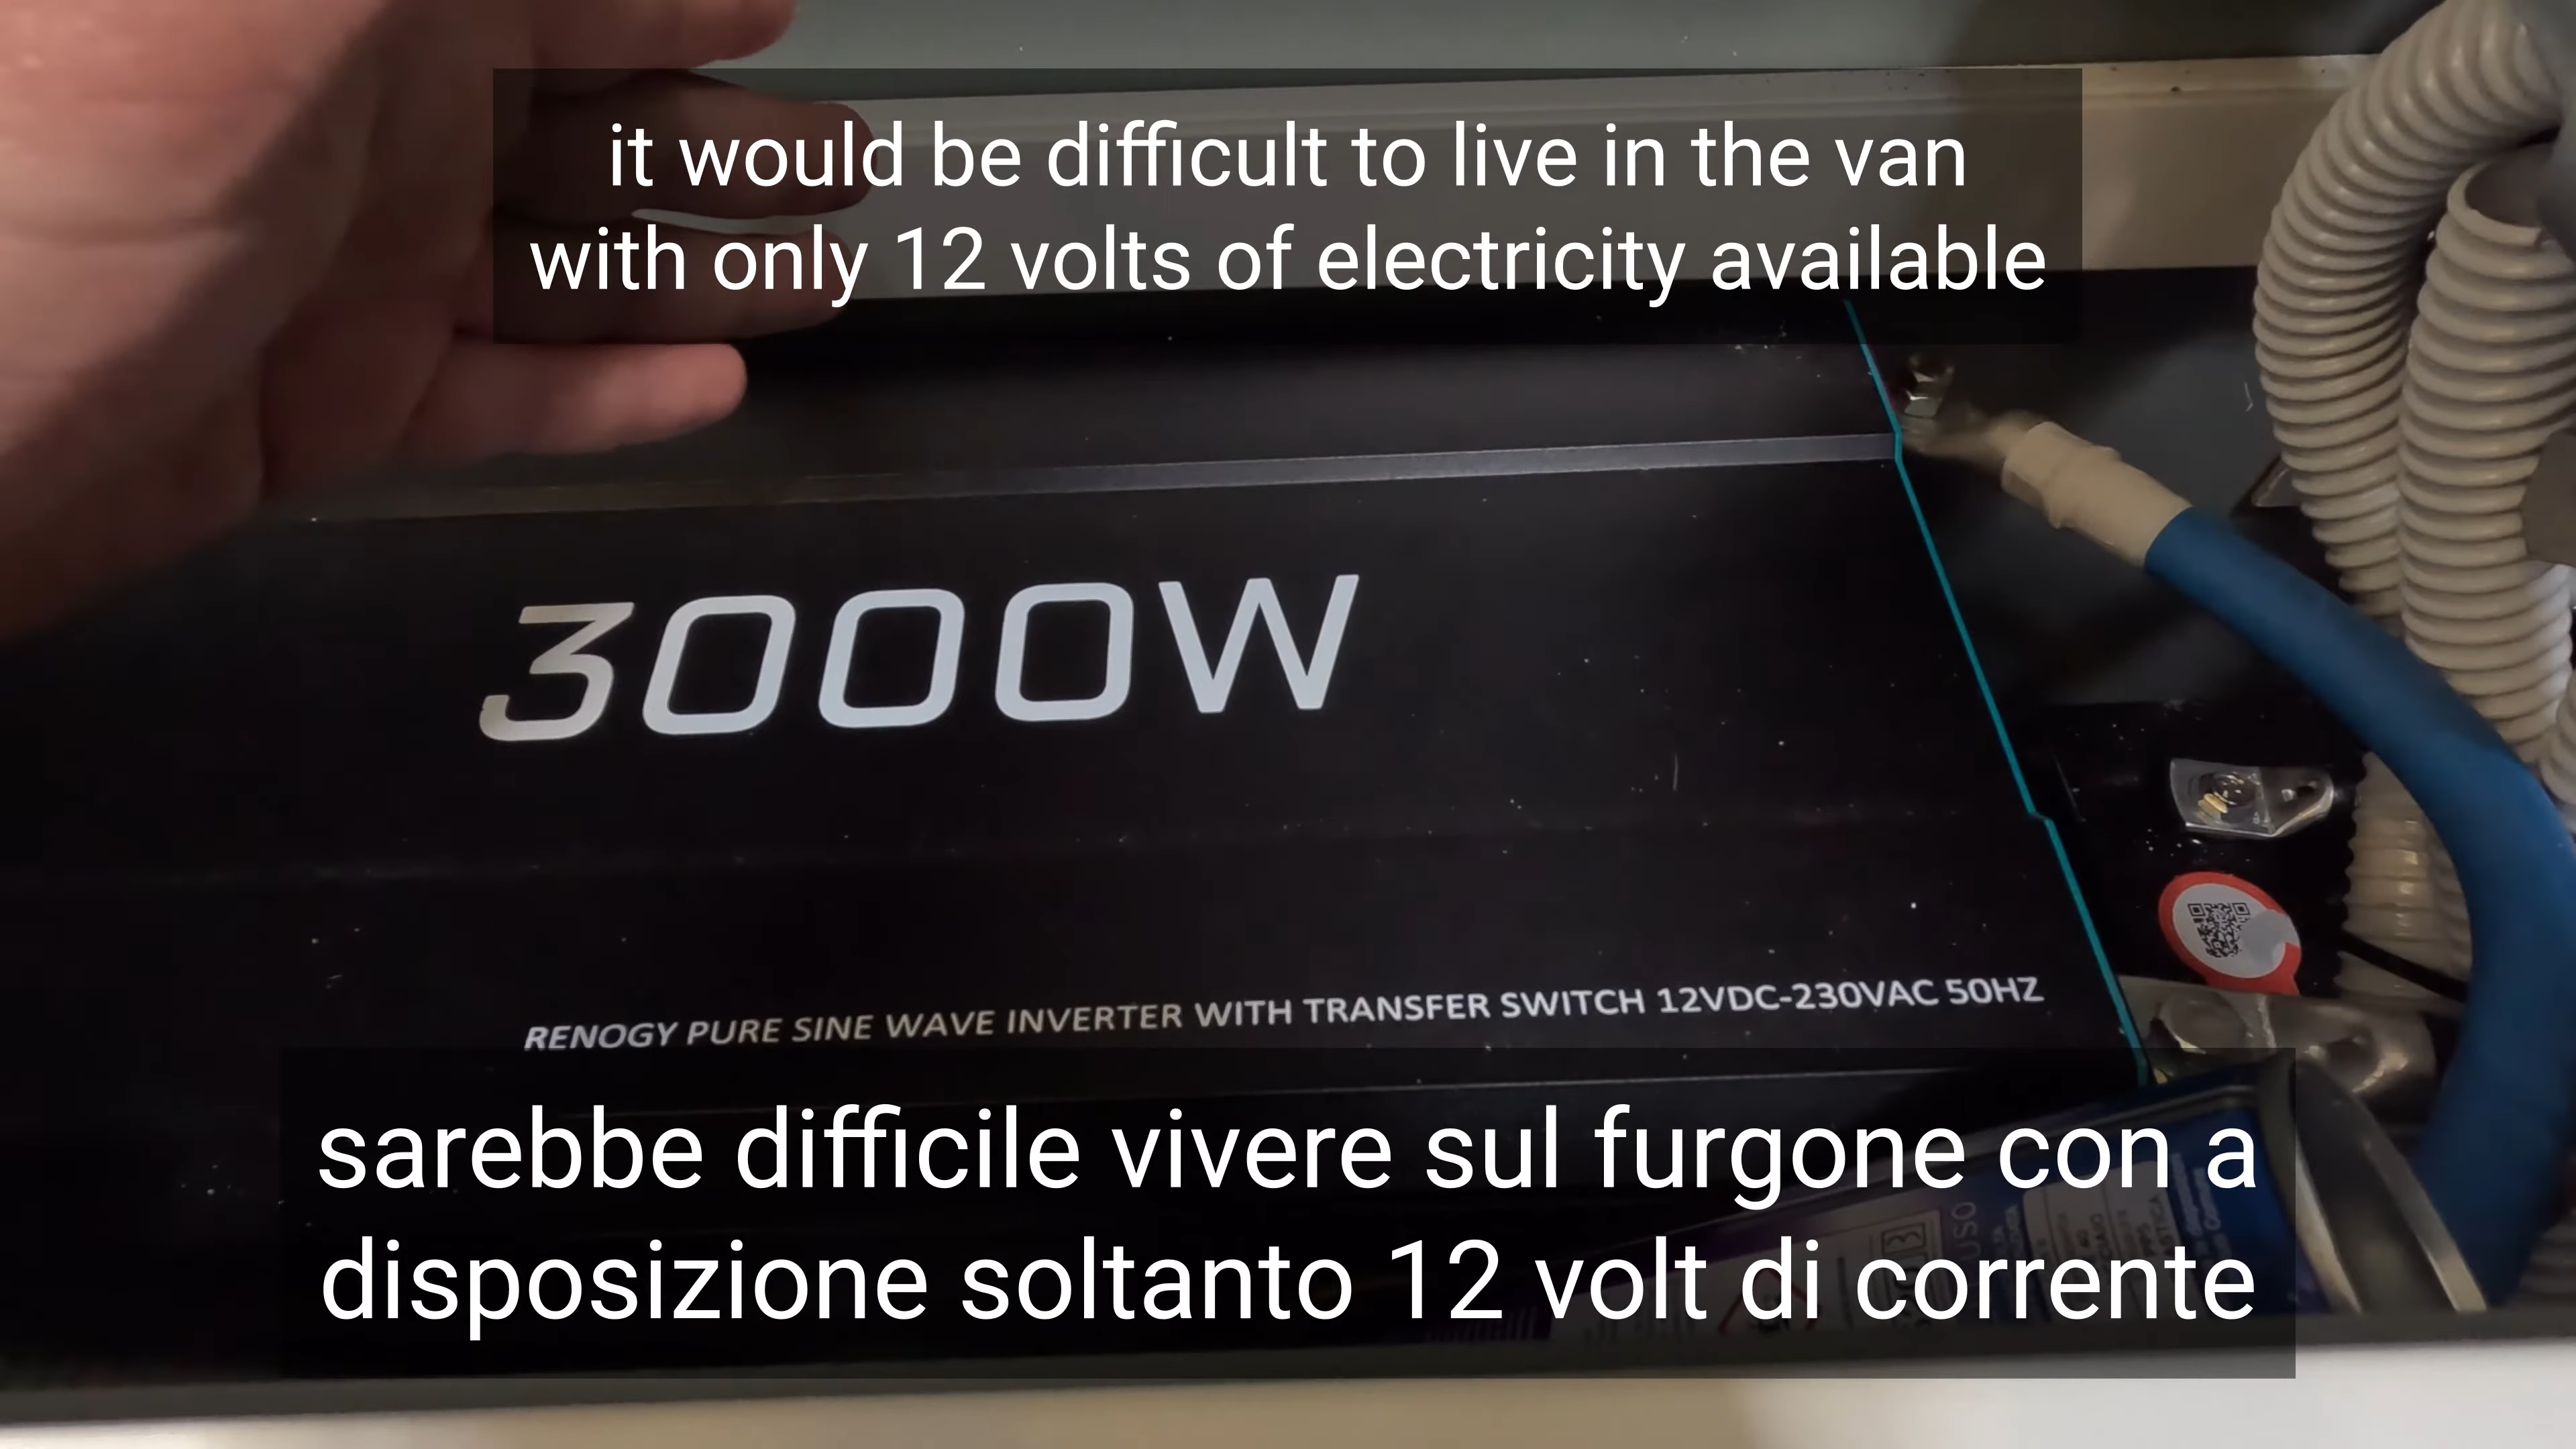 it would be difficult to live in the van
with only 12 volts of electricity available
3000W
RENOGY PURE SINE WAVE INVERTER WITH TRANSFER SWITCH 12VDC-230VAC 50HZ
sarebbe difficile vivere sul furgone con a
disposizione soltanto 12 volt di corrente
USO